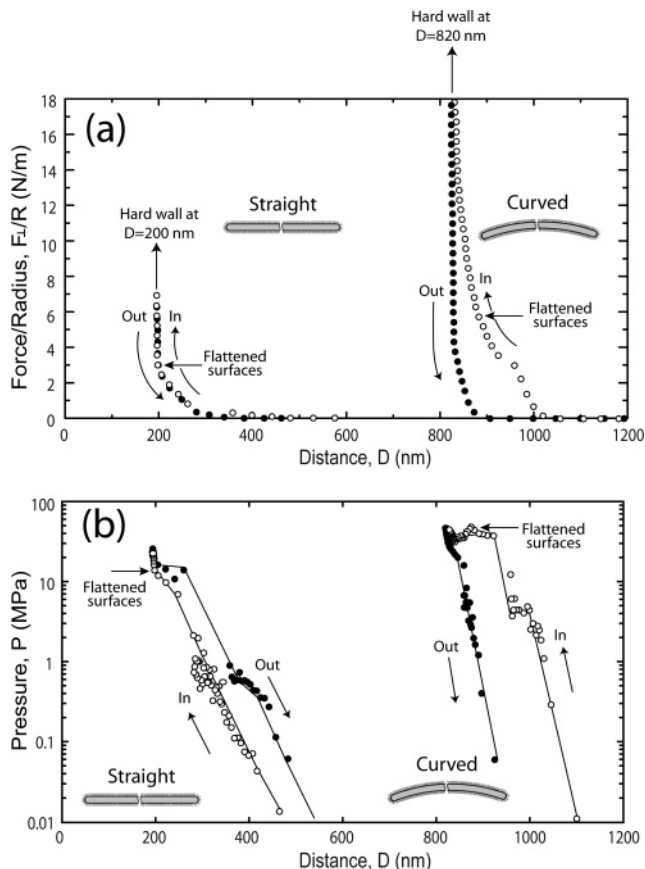 Hard wall at
D=820 nm
(a)
18
16
14
12
10
8
6
4
2
0
Force/Radius, F⊥/R (N/m)
Straight
Curved
Hard wall at
D=200 nm
Out
In
Flattened
surfaces
Out
In
Flattened
surfaces
0 200 400 600 800 1000 1200
Distance, D (nm)
(b)
100
10
1
0.1
0.01
Pressure, P (MPa)
Flattened
surfaces
Flattened
surfaces
Out
In
Out
In
Straight
Curved
0 200 400 600 800 1000 1200
Distance, D (nm)